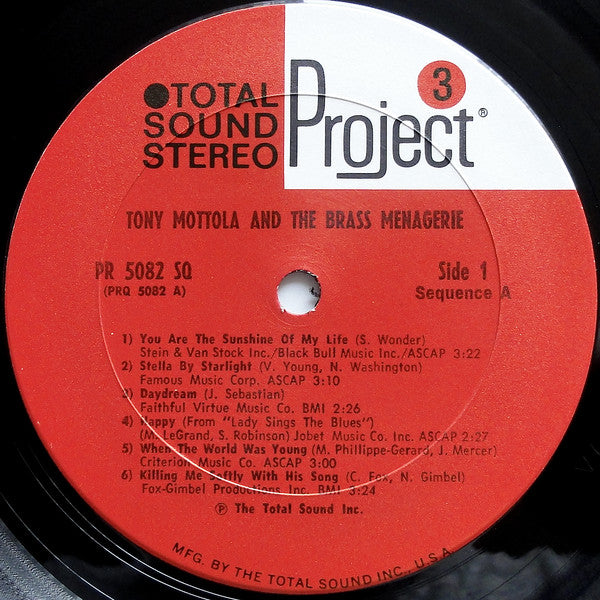 ●TOTAL SOUND STEREO
Project 3®
TONY MOTTOLA AND THE BRASS MENAGERIE
PR 5082 SQ
(PRQ 5082 A)
Side 1
Sequence A
1) You Are The Sunshine Of My Life (S. Wonder)
Stein & Van Stock Inc./Black Bull Music Inc./ASCAP 3:22
2) Stella By Starlight (V. Young, N. Washington)
Famous Music Corp. ASCAP 3:10
3) Daydream (J. Sebastian)
Faithful Virtue Music Co. BMI 2:26
4) Happy (From "Lady Sings The Blues")
(M. LeGrand, S. Robinson) Jobet Music Co. Inc. ASCAP 2:27
5) When The World Was Young (M. Phillippe-Gerard, J. Mercer)
Criterion Music Co. ASCAP 3:00
6) Killing Me Softly With His Song (C. Fox, N. Gimbel)
Fox-Gimbel Productions Inc. BMI 3:24
℗ The Total Sound Inc.
MFG. BY THE TOTAL SOUND INC., U.S.A.